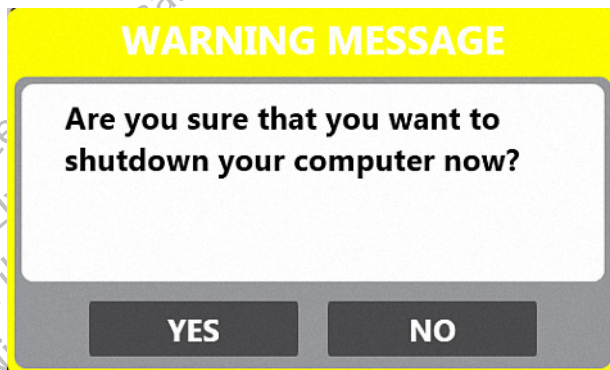 WARNING MESSAGE
Are you sure that you want to
shutdown your computer now?
YES
NO